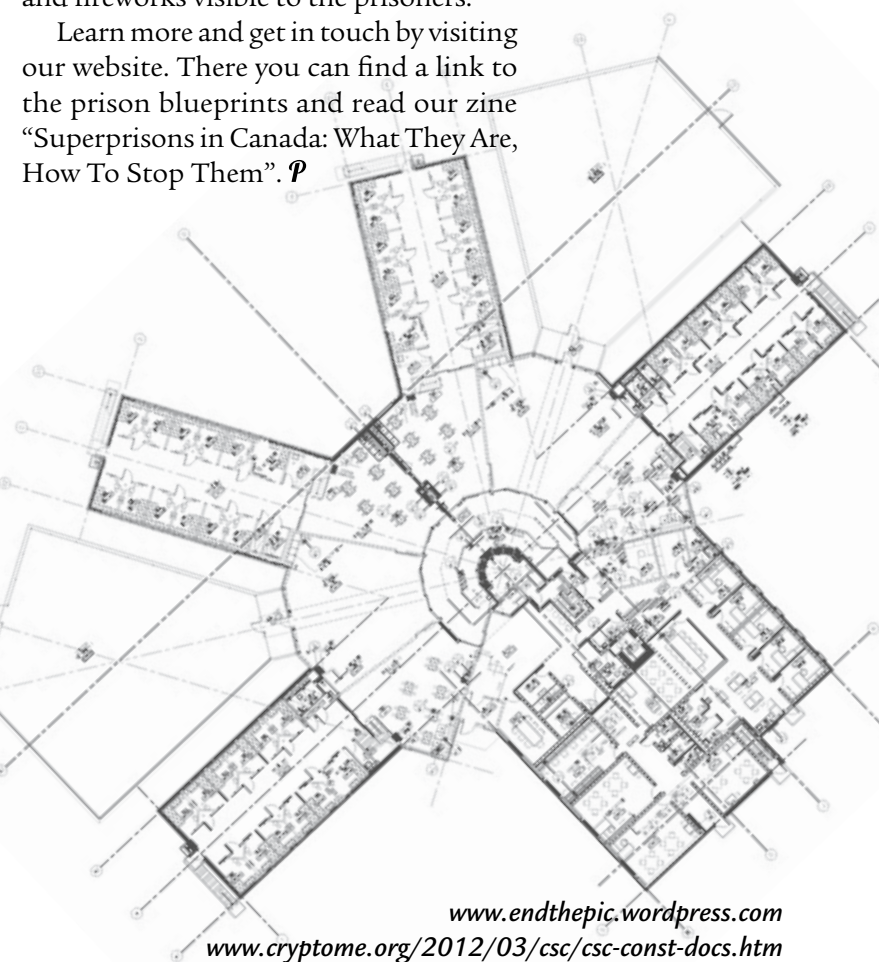 and fireworks visible to the prisoners.
Learn more and get in touch by visiting
our website. There you can find a link to
the prison blueprints and read our zine
“Superprisons in Canada: What They Are,
How To Stop Them”. P
www.endthepic.wordpress.com
www.cryptome.org/2012/03/csc/csc-const-docs.htm